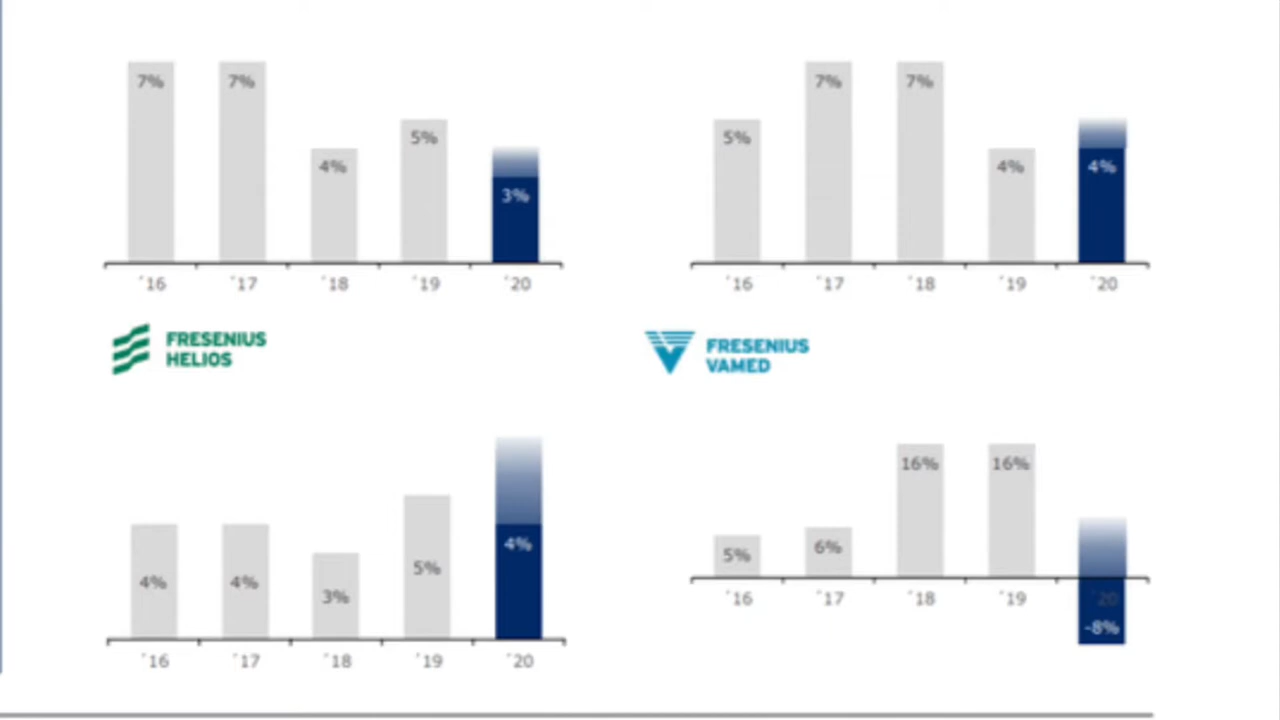 7% 7% 4% 5% 3%
´16 ´17 ´18 ´19 ´20
5% 7% 7% 4% 4%
´16 ´17 ´18 ´19 ´20
FRESENIUS
HELIOS
4% 4% 3% 5% 4%
´16 ´17 ´18 ´19 ´20
FRESENIUS
VAMED
5% 6% 16% 16%
´16 ´17 ´18 ´19 ´20
-8%